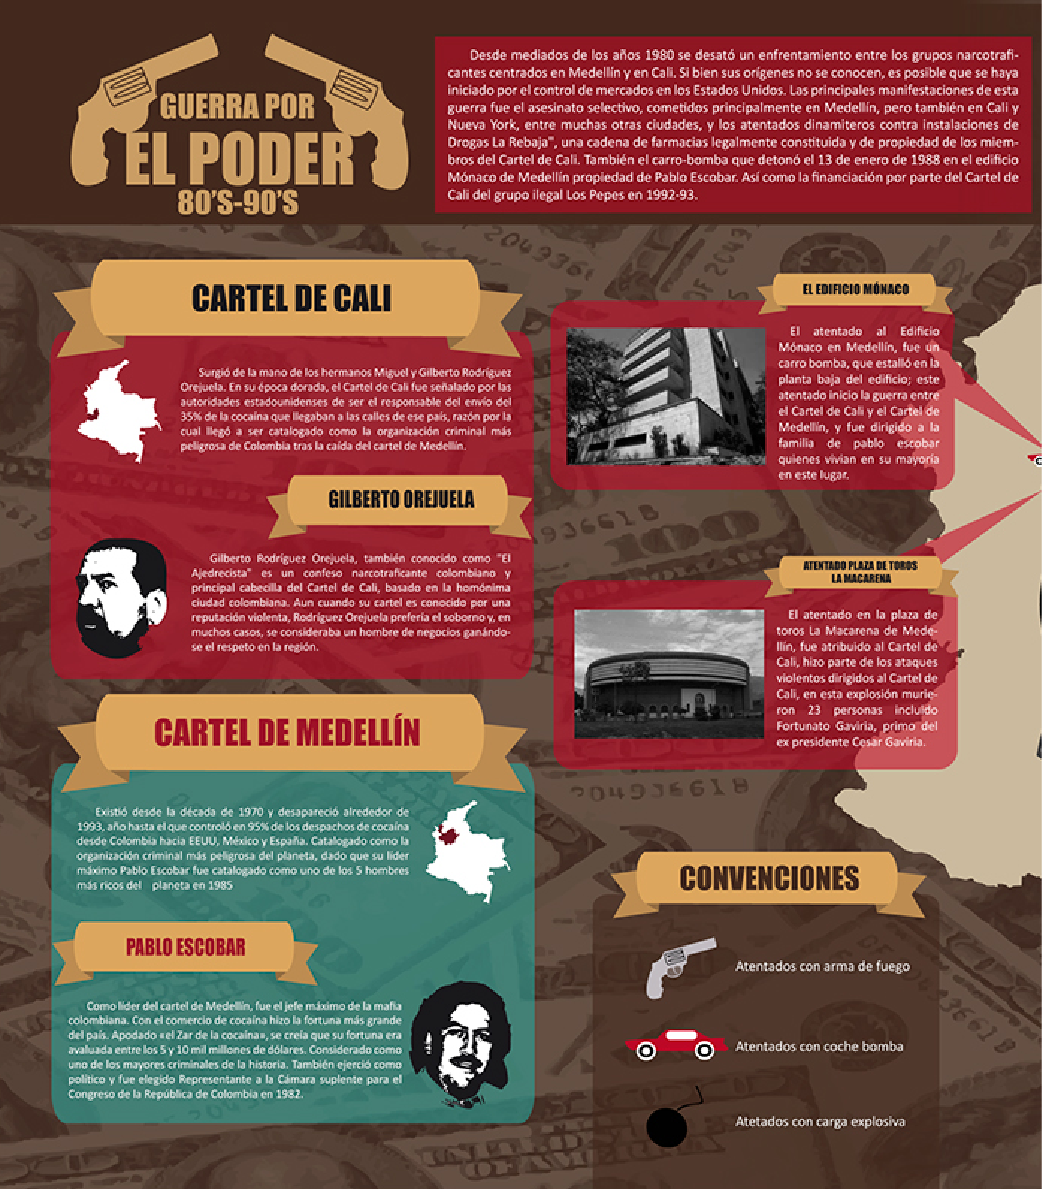 GUERRA POR
EL PODER
80'S-90'S
Desde mediados de los años 1980 se desató un enfrentamiento entre los grupos narcotrafi-
cantes centrados en Medellín y en Cali. Si bien sus orígenes no se conocen, es posible que se haya
iniciado por el control de mercados en los Estados Unidos. Las principales manifestaciones de esta
guerra fue el asesinato selectivo, cometidos principalmente en Medellín, pero también en Cali y
Nueva York, entre muchas otras ciudades, y los atentados dinamiteros contra instalaciones de
Drogas La Rebaja", una cadena de farmacias legalmente constituida y de propiedad de los miem-
bros del Cartel de Cali. También el carro-bomba que detonó el 13 de enero de 1988 en el edificio
Mónaco de Medellín propiedad de Pablo Escobar. Así como la financiación por parte del Cartel de
Cali del grupo ilegal Los Pepes en 1992-93.
CARTEL DE CALI
Surgió de la mano de los hermanos Miguel y Gilberto Rodríguez
Orejuela. En su época dorada, el Cartel de Cali fue señalado por las
autoridades estadounidenses de ser el responsable del envío del
35% de la cocaína que llegaban a las calles de ese país, razón por la
cual llegó a ser catalogado como la organización criminal más
peligrosa de Colombia tras la caída del cartel de Medellín.
GILBERTO OREJUELA
Gilberto Rodríguez Orejuela, también conocido como "El
Ajedrecista" es un confeso narcotraficante colombiano y
principal cabecilla del Cartel de Cali, basado en la homónima
ciudad colombiana. Aun cuando su cartel es conocido por una
reputación violenta, Rodríguez Orejuela prefería el soborno y, en
muchos casos, se consideraba un hombre de negocios ganándo-
se el respeto en la región.
CARTEL DE MEDELLÍN
Existió desde la década de 1970 y desapareció alrededor de
1993, año hasta el que controló en 95% de los despachos de cocaína
desde Colombia hacia EEUU, México y España. Catalogado como la
organización criminal más peligrosa del planeta, dado que su líder
máximo Pablo Escobar fue catalogado como uno de los 5 hombres
más ricos del planeta en 1985
PABLO ESCOBAR
Como líder del cartel de Medellín, fue el jefe máximo de la mafia
colombiana. Con el comercio de cocaína hizo la fortuna más grande
del país. Apodado «el Zar de la cocaína», se creía que su fortuna era
avaluada entre los 5 y 10 mil millones de dólares. Considerado como
uno de los mayores criminales de la historia. También ejerció como
político y fue elegido Representante a la Cámara suplente para el
Congreso de la República de Colombia en 1982.
EL EDIFICIO MÓNACO
El atentado al Edificio
Mónaco en Medellín, fue un
carro bomba, que estalló en la
planta baja del edificio; este
atentado inicio la guerra entre
el Cartel de Cali y el Cartel de
Medellín, y fue dirigido a la
familia de pablo escobar
quienes vivian en su mayoría
en este lugar.
ATENTADO PLAZA DE TOROS
LA MACARENA
El atentado en la plaza de
toros La Macarena de Mede-
llín, fue atribuido al Cartel de
Cali, hizo parte de los ataques
violentos dirigidos al Cartel de
Cali, en esta explosión murie-
ron 23 personas incluido
Fortunato Gaviria, primo del
ex presidente Cesar Gaviria.
CONVENCIONES
Atentados con arma de fuego
Atentados con coche bomba
Atetados con carga explosiva